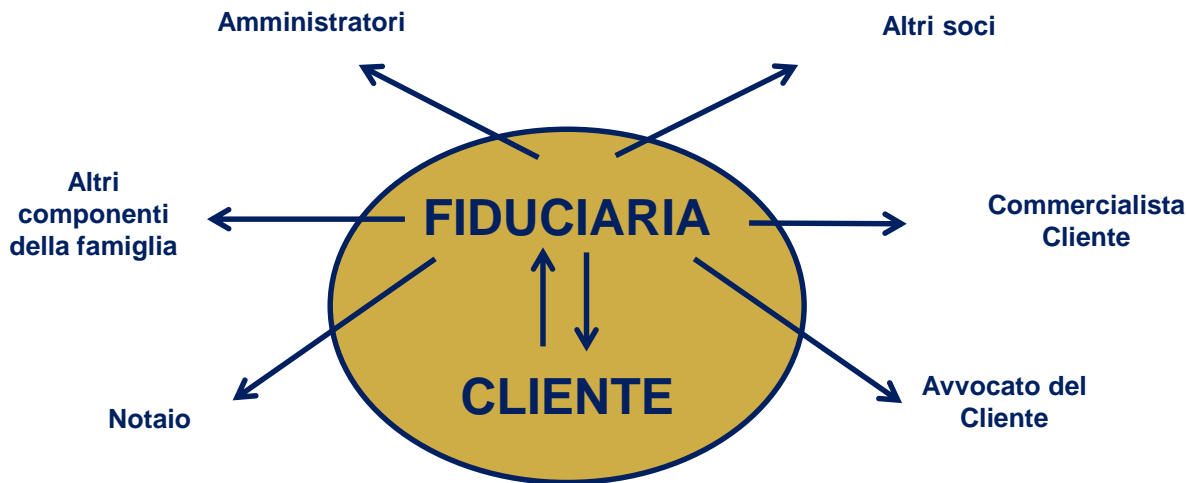 Amministratori
Altri soci
Altri
componenti
della famiglia
FIDUCIARIA
Commercialista
Cliente
CLIENTE
Notaio
Avvocato del
Cliente